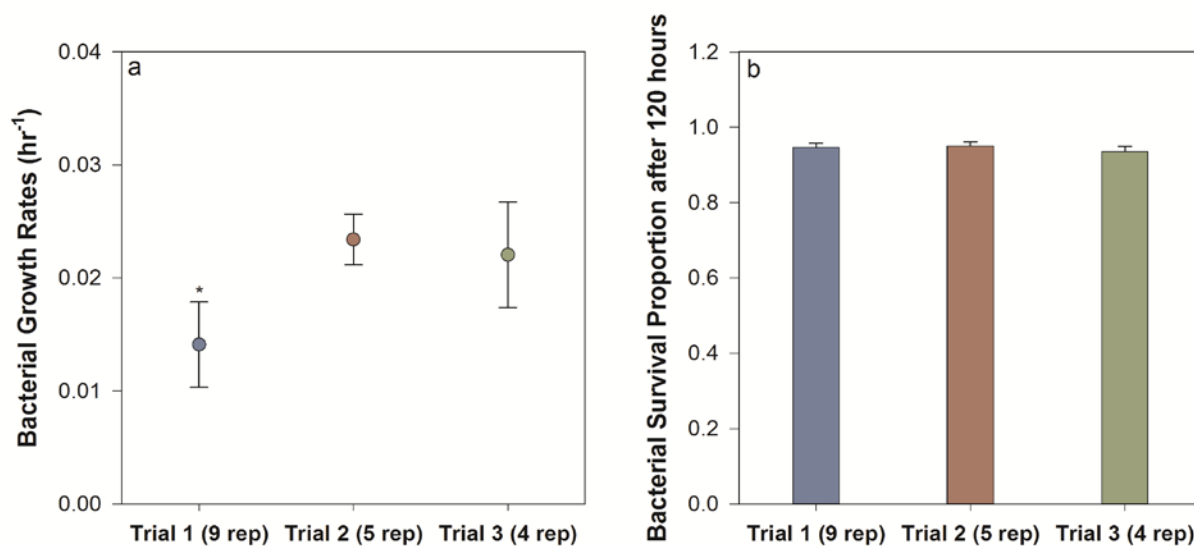 a
Bacterial Growth Rates (hr⁻¹)
0.04
0.03
0.02
0.01
0.00
*
Trial 1 (9 rep) Trial 2 (5 rep) Trial 3 (4 rep)
b
Bacterial Survival Proportion after 120 hours
1.2
1.0
0.8
0.6
0.4
0.2
0.0
Trial 1 (9 rep) Trial 2 (5 rep) Trial 3 (4 rep)